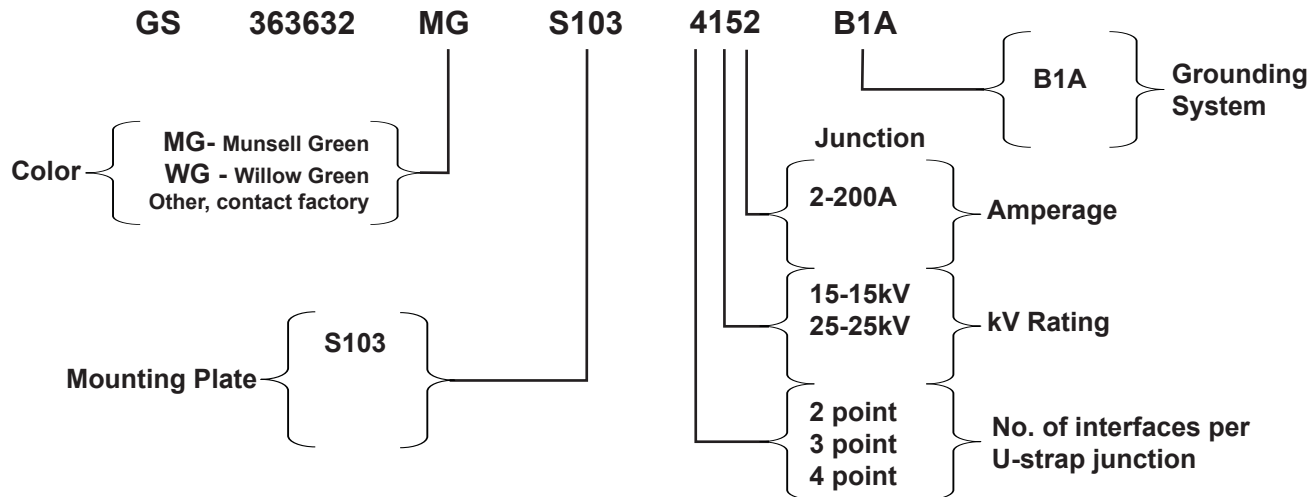 GS 363632 MG S103 4152 B1A
B1A
Grounding
System
Junction
Color
MG- Munsell Green
WG - Willow Green
Other, contact factory
2-200A
Amperage
15-15kV
25-25kV
kV Rating
Mounting Plate
S103
2 point
3 point
4 point
No. of interfaces per
U-strap junction